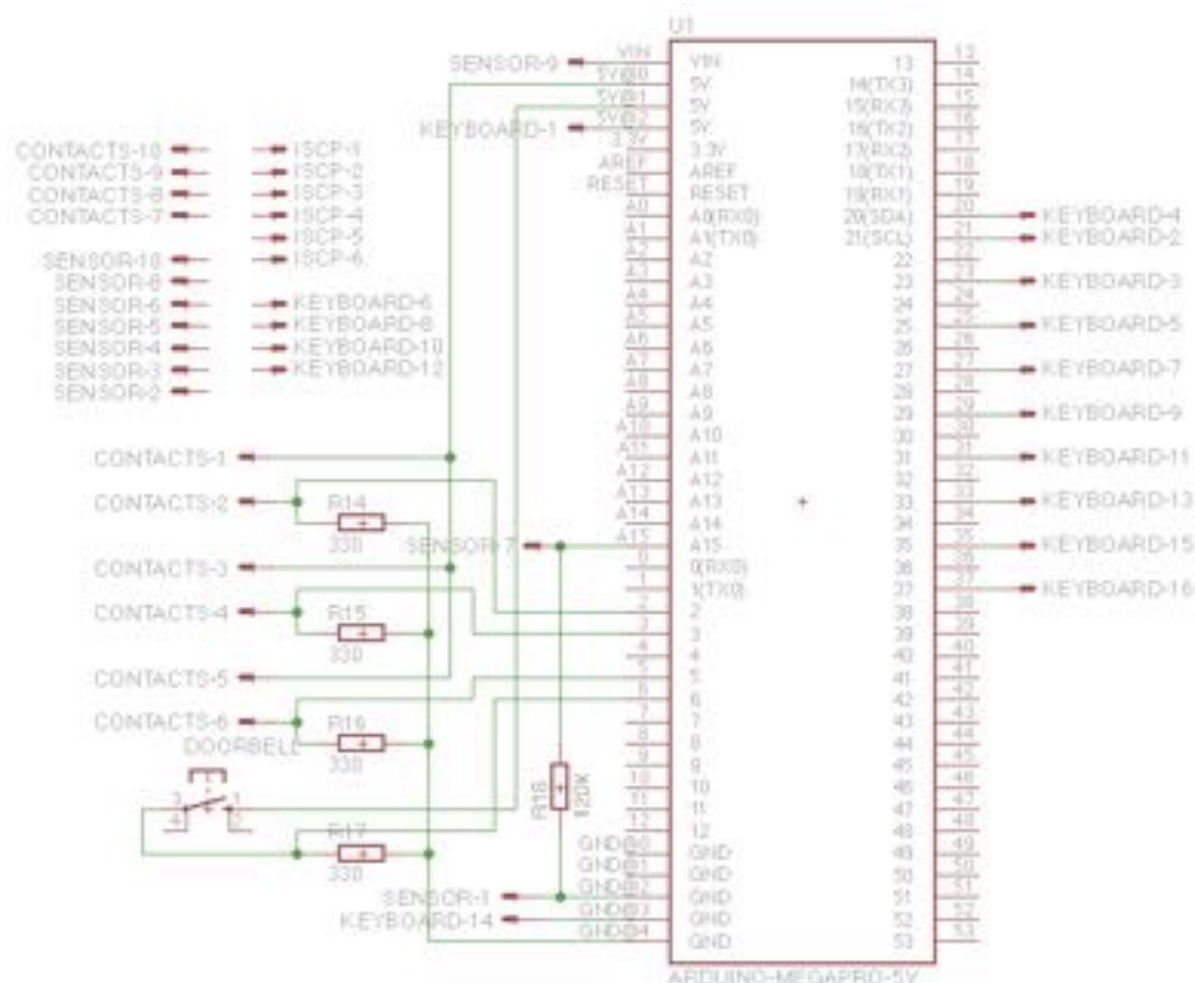 U1
SENSOR-9
KEYBOARD-1
VIN
5V@0
5V@1
5V@2
3.3V
AREF
RESET
A0
A1
A2
A3
A4
A5
A6
A7
A8
A9
A10
A11
A12
A13
A14
A15
0
1
2
3
4
5
6
7
8
9
10
11
12
GND@0
GND@1
GND@2
GND@3
GND@4
VIN
5V
5V
5V
3.3V
AREF
RESET
A0(RX0)
A1(TX0)
A2
A3
A4
A5
A6
A7
A8
A9
A10
A11
A12
A13
A14
A15
0(RX0)
1(TX0)
2
3
4
5
6
7
8
9
10
11
12
GND
GND
GND
GND
GND
13
14(TX3)
15(RX3)
16(TX2)
17(RX2)
18(TX1)
19(RX1)
20(SDA)
21(SCL)
22
23
24
25
26
27
28
29
30
31
32
33
34
35
36
37
38
39
40
41
42
43
44
45
46
47
48
49
50
51
52
53
13
14
15
16
17
18
19
20
21
22
23
24
25
26
27
28
29
30
31
32
33
34
35
36
37
38
39
40
41
42
43
44
45
46
47
48
49
50
51
52
53
KEYBOARD-4
KEYBOARD-2
KEYBOARD-3
KEYBOARD-5
KEYBOARD-7
KEYBOARD-9
KEYBOARD-11
KEYBOARD-13
KEYBOARD-15
KEYBOARD-16
CONTACTS-10
CONTACTS-9
CONTACTS-8
CONTACTS-7
SENSOR-10
SENSOR-8
SENSOR-6
SENSOR-5
SENSOR-4
SENSOR-3
SENSOR-2
ISCP-1
ISCP-2
ISCP-3
ISCP-4
ISCP-5
ISCP-6
KEYBOARD-6
KEYBOARD-8
KEYBOARD-10
KEYBOARD-12
CONTACTS-1
CONTACTS-2
R14
330
SENSOR-7
CONTACTS-3
CONTACTS-4
R15
330
CONTACTS-5
CONTACTS-6
R16
330
DOORBELL
3
1
4
2
R17
330
R18
120K
SENSOR-1
KEYBOARD-14
ARDUINO-MEGAPRO-5V